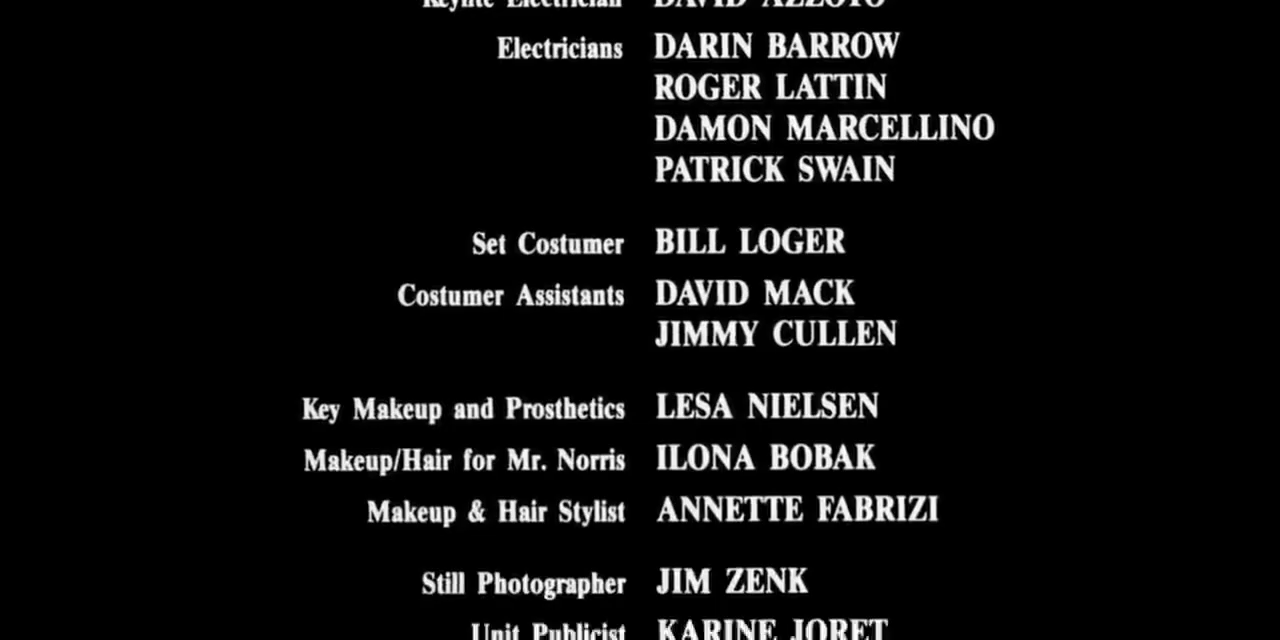 Electrician DAVID
Electricians DARIN BARROW
ROGER LATTIN
DAMON MARCELLINO
PATRICK SWAIN
Set Costumer BILL LOGER
Costumer Assistants DAVID MACK
JIMMY CULLEN
Key Makeup and Prosthetics LESA NIELSEN
Makeup/Hair for Mr. Norris ILONA BOBAK
Makeup & Hair Stylist ANNETTE FABRIZI
Still Photographer JIM ZENK
Unit Publicist KARINE JORET